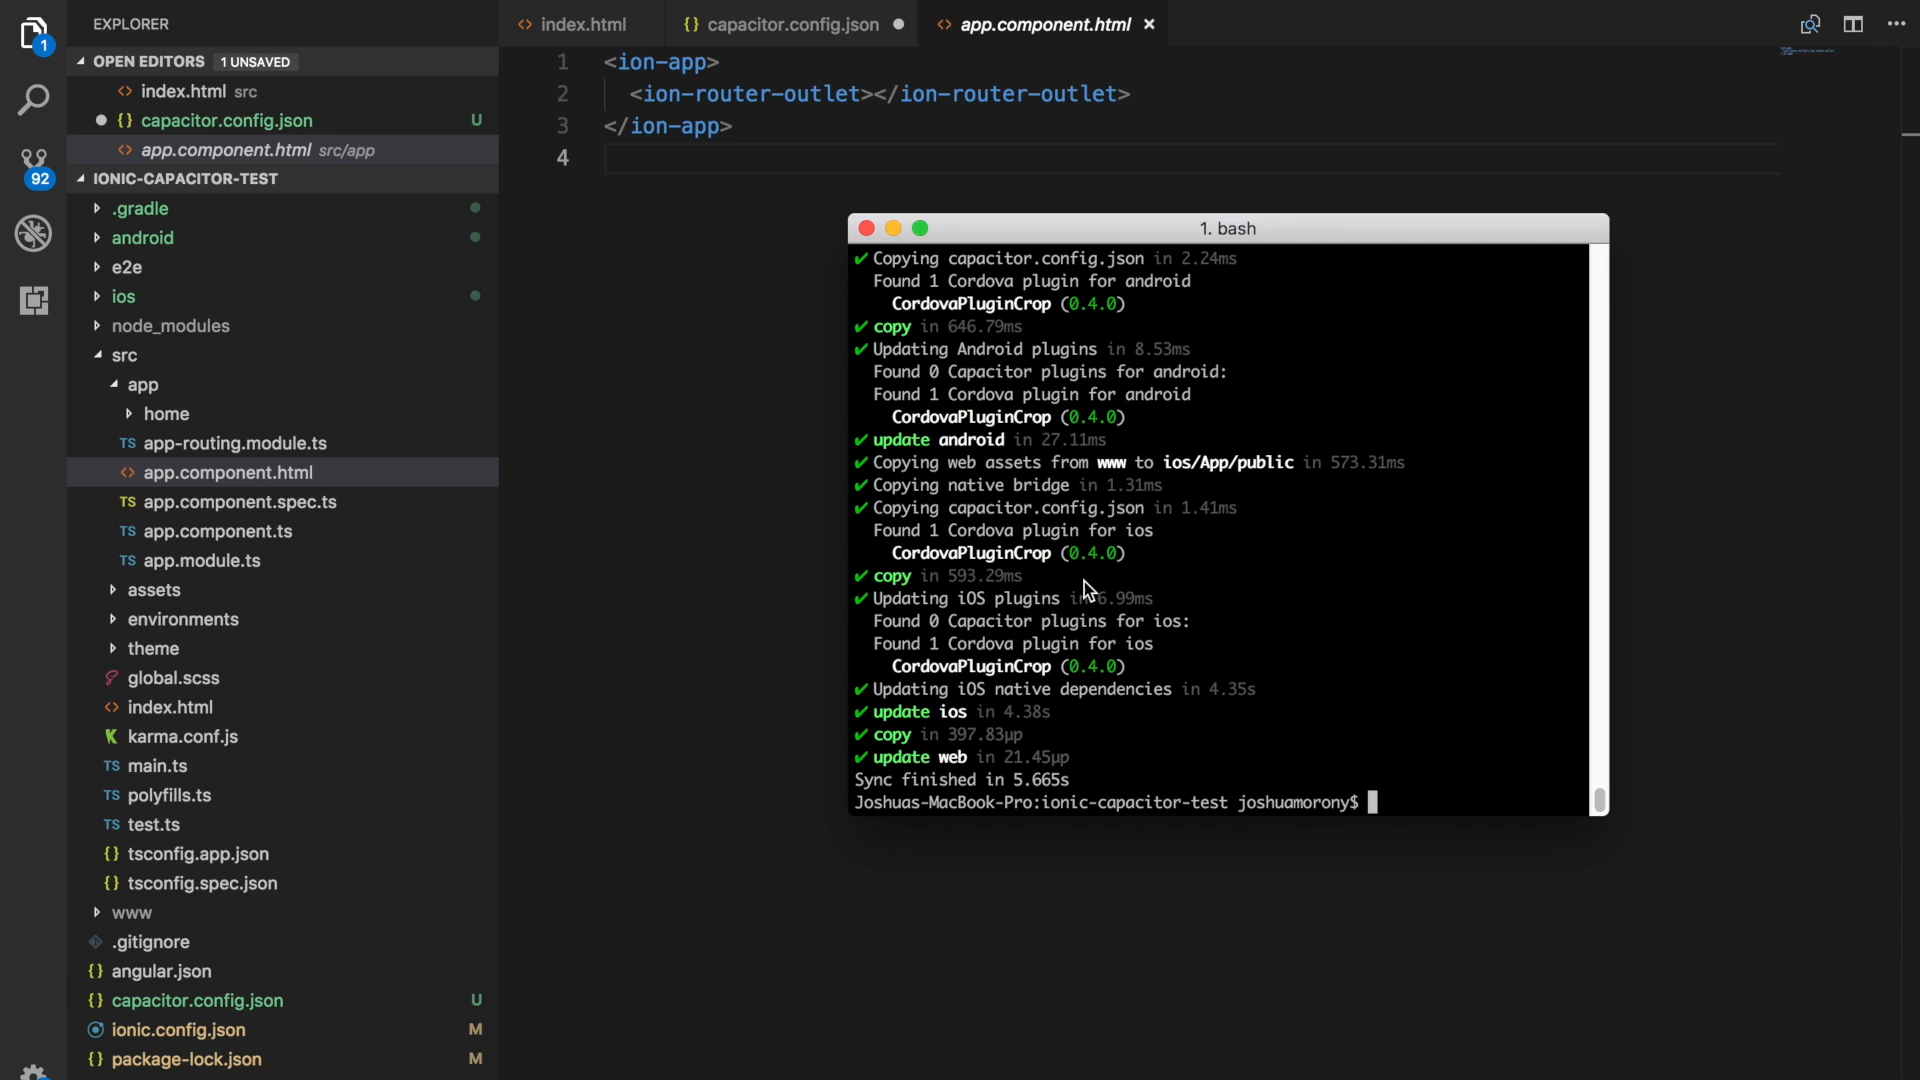 EXPLORER
OPEN EDITORS 1 UNSAVED
index.html src
capacitor.config.json U
app.component.html src/app
IONIC-CAPACITOR-TEST
.gradle
android
e2e
ios
node_modules
src
app
home
TS app-routing.module.ts
app.component.html
TS app.component.spec.ts
TS app.component.ts
TS app.module.ts
assets
environments
theme
global.scss
index.html
karma.conf.js
TS main.ts
TS polyfills.ts
TS test.ts
{} tsconfig.app.json
{} tsconfig.spec.json
www
.gitignore
{} angular.json
{} capacitor.config.json U
ionic.config.json M
{} package-lock.json M
1
92
<> index.html
{} capacitor.config.json
<> app.component.html ×
1 <ion-app>
2 <ion-router-outlet></ion-router-outlet>
3 </ion-app>
4
1. bash
✔ Copying capacitor.config.json in 2.24ms
Found 1 Cordova plugin for android
CordovaPluginCrop (0.4.0)
✔ copy in 646.79ms
✔ Updating Android plugins in 8.53ms
Found 0 Capacitor plugins for android:
Found 1 Cordova plugin for android
CordovaPluginCrop (0.4.0)
✔ update android in 27.11ms
✔ Copying web assets from www to ios/App/public in 573.31ms
✔ Copying native bridge in 1.31ms
✔ Copying capacitor.config.json in 1.41ms
Found 1 Cordova plugin for ios
CordovaPluginCrop (0.4.0)
✔ copy in 593.29ms
✔ Updating iOS plugins in 6.99ms
Found 0 Capacitor plugins for ios:
Found 1 Cordova plugin for ios
CordovaPluginCrop (0.4.0)
✔ Updating iOS native dependencies in 4.35s
✔ update ios in 4.38s
✔ copy in 397.83μp
✔ update web in 21.45μp
Sync finished in 5.665s
Joshuas-MacBook-Pro:ionic-capacitor-test joshuamorony$